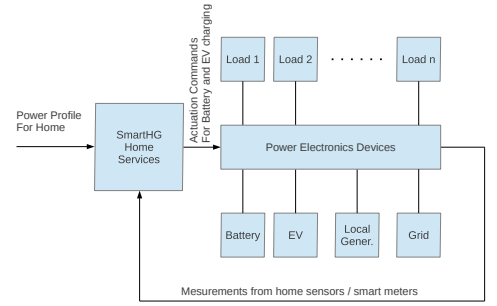 Actuation Commands
For Battery and EV charging
Load 1
Load 2
. . . . . .
Load n
Power Profile
For Home
SmartHG
Home
Services
Power Electronics Devices
Battery
EV
Local
Gener.
Grid
Mesurements from home sensors / smart meters